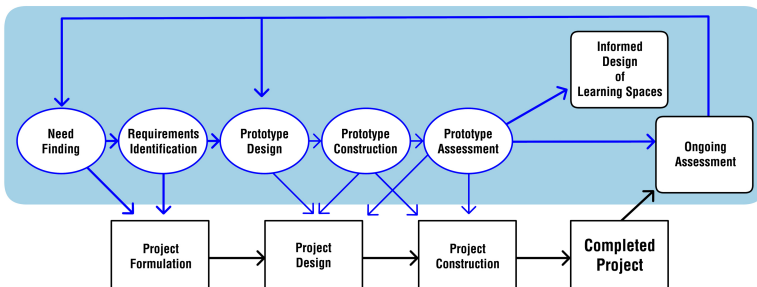 Informed
Design
of
Learning Spaces
Need
Finding
Requirements
Identification
Prototype
Design
Prototype
Construction
Prototype
Assessment
Ongoing
Assessment
Project
Formulation
Project
Design
Project
Construction
Completed
Project